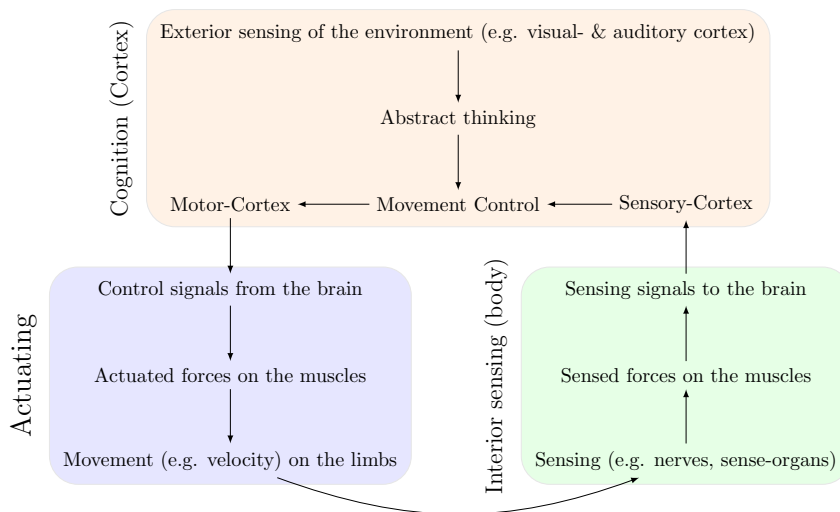 Cognition (Cortex)
Exterior sensing of the environment (e.g. visual- & auditory cortex)
Abstract thinking
Motor-Cortex
Movement Control
Sensory-Cortex
Actuating
Control signals from the brain
Actuated forces on the muscles
Movement (e.g. velocity) on the limbs
Interior sensing (body)
Sensing signals to the brain
Sensed forces on the muscles
Sensing (e.g. nerves, sense-organs)